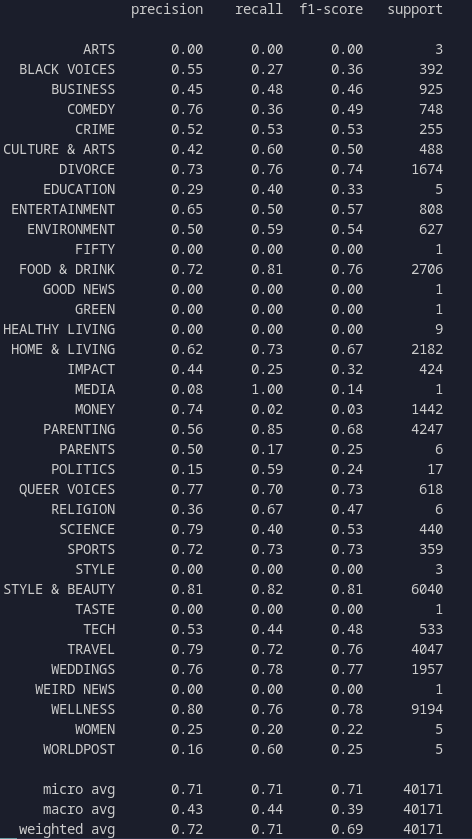 precision recall f1-score support
ARTS 0.00 0.00 0.00 3
BLACK VOICES 0.55 0.27 0.36 392
BUSINESS 0.45 0.48 0.46 925
COMEDY 0.76 0.36 0.49 748
CRIME 0.52 0.53 0.53 255
CULTURE & ARTS 0.42 0.60 0.50 488
DIVORCE 0.73 0.76 0.74 1674
EDUCATION 0.29 0.40 0.33 5
ENTERTAINMENT 0.65 0.50 0.57 808
ENVIRONMENT 0.50 0.59 0.54 627
FIFTY 0.00 0.00 0.00 1
FOOD & DRINK 0.72 0.81 0.76 2706
GOOD NEWS 0.00 0.00 0.00 1
GREEN 0.00 0.00 0.00 1
HEALTHY LIVING 0.00 0.00 0.00 9
HOME & LIVING 0.62 0.73 0.67 2182
IMPACT 0.44 0.25 0.32 424
MEDIA 0.08 1.00 0.14 1
MONEY 0.74 0.02 0.03 1442
PARENTING 0.56 0.85 0.68 4247
PARENTS 0.50 0.17 0.25 6
POLITICS 0.15 0.59 0.24 17
QUEER VOICES 0.77 0.70 0.73 618
RELIGION 0.36 0.67 0.47 6
SCIENCE 0.79 0.40 0.53 440
SPORTS 0.72 0.73 0.73 359
STYLE 0.00 0.00 0.00 3
STYLE & BEAUTY 0.81 0.82 0.81 6040
TASTE 0.00 0.00 0.00 1
TECH 0.53 0.44 0.48 533
TRAVEL 0.79 0.72 0.76 4047
WEDDINGS 0.76 0.78 0.77 1957
WEIRD NEWS 0.00 0.00 0.00 1
WELLNESS 0.80 0.76 0.78 9194
WOMEN 0.25 0.20 0.22 5
WORLDPOST 0.16 0.60 0.25 5
micro avg 0.71 0.71 0.71 40171
macro avg 0.43 0.44 0.39 40171
weighted avg 0.72 0.71 0.69 40171